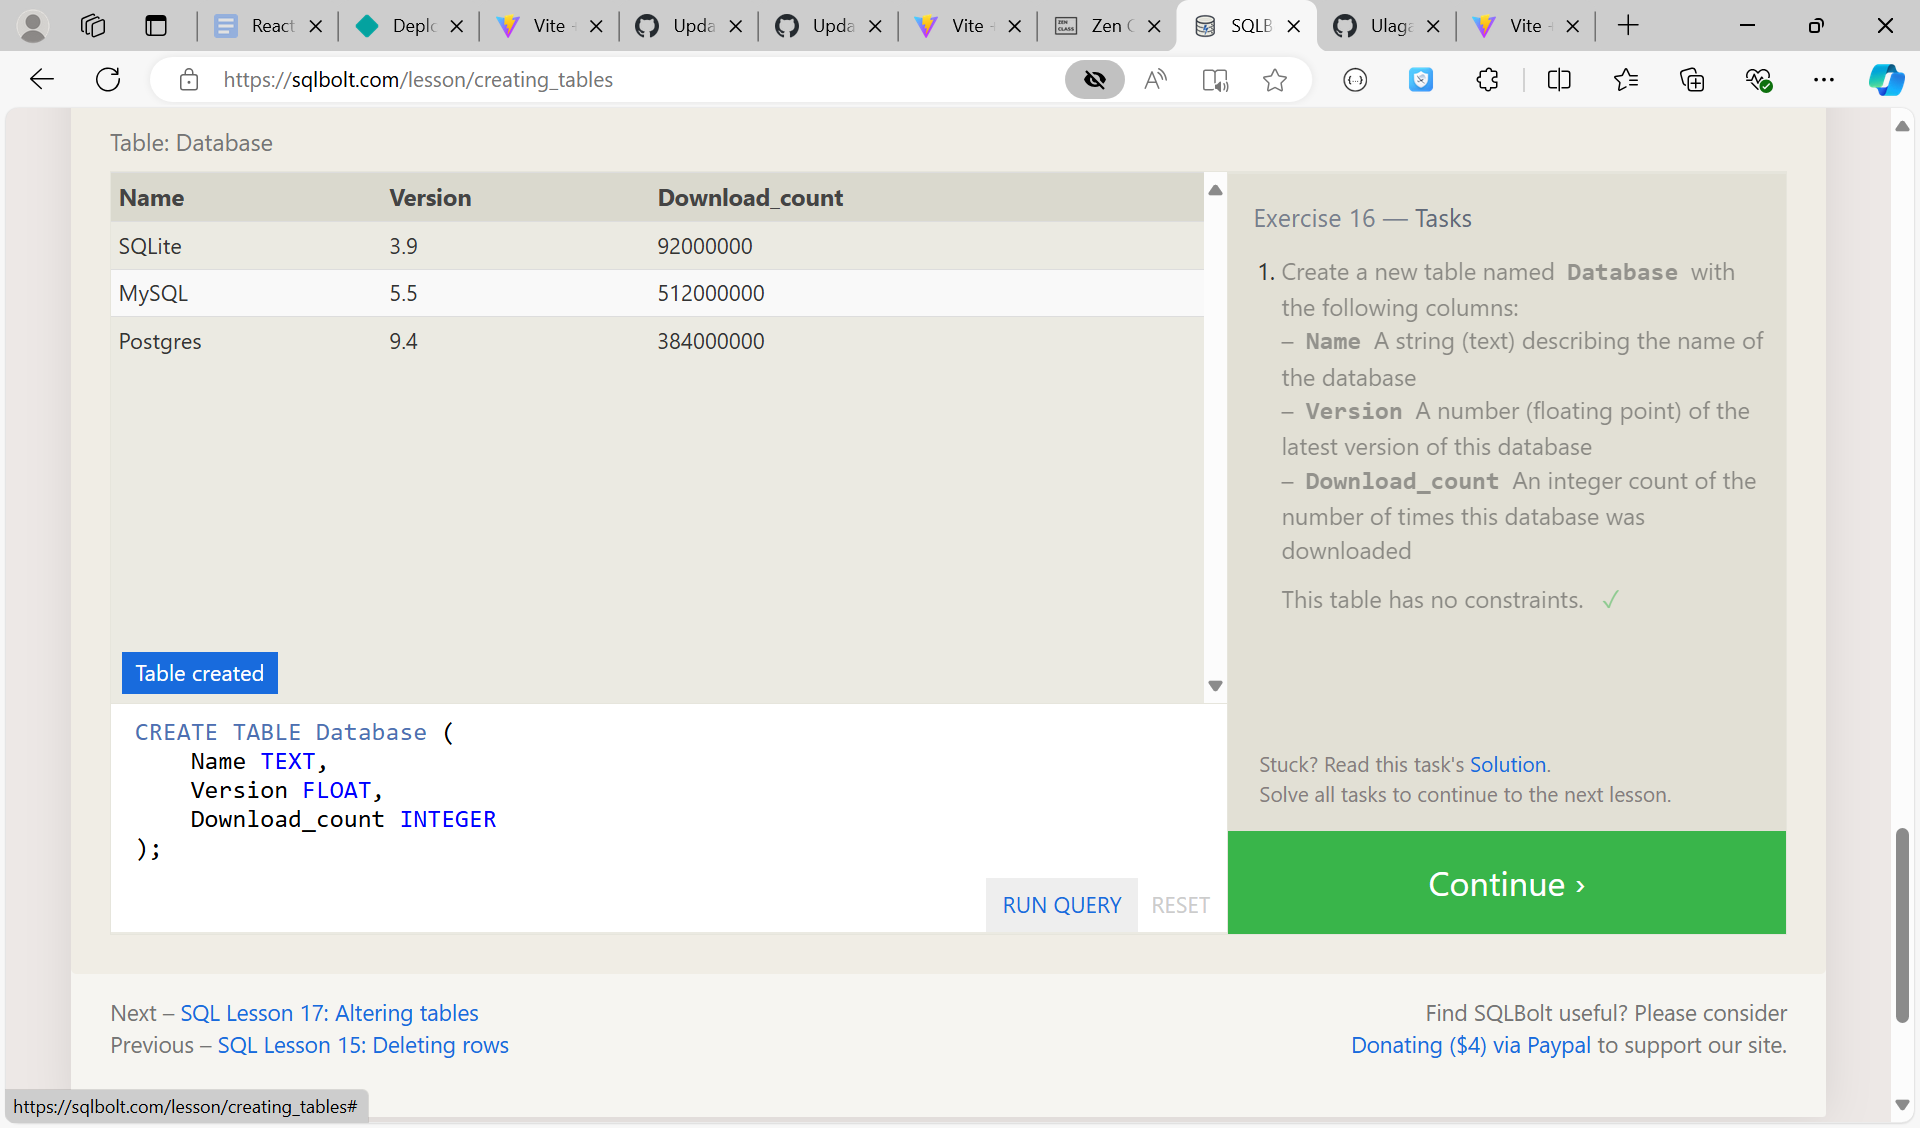 React
Deplo
Vite
Upda
Upda
Vite
Zen C
SQLB
Ulaga
Vite
https://sqlbolt.com/lesson/creating_tables
Table: Database
Name Version Download_count
SQLite 3.9 92000000
MySQL 5.5 512000000
Postgres 9.4 384000000
Table created
CREATE TABLE Database (
Name TEXT,
Version FLOAT,
Download_count INTEGER
);
RUN QUERY RESET
Exercise 16 — Tasks
1. Create a new table named Database with
the following columns:
– Name A string (text) describing the name of
the database
– Version A number (floating point) of the
latest version of this database
– Download_count An integer count of the
number of times this database was
downloaded
This table has no constraints. ✓
Stuck? Read this task's Solution.
Solve all tasks to continue to the next lesson.
Continue ›
Next – SQL Lesson 17: Altering tables
Previous – SQL Lesson 15: Deleting rows
Find SQLBolt useful? Please consider
Donating ($4) via Paypal to support our site.
https://sqlbolt.com/lesson/creating_tables#